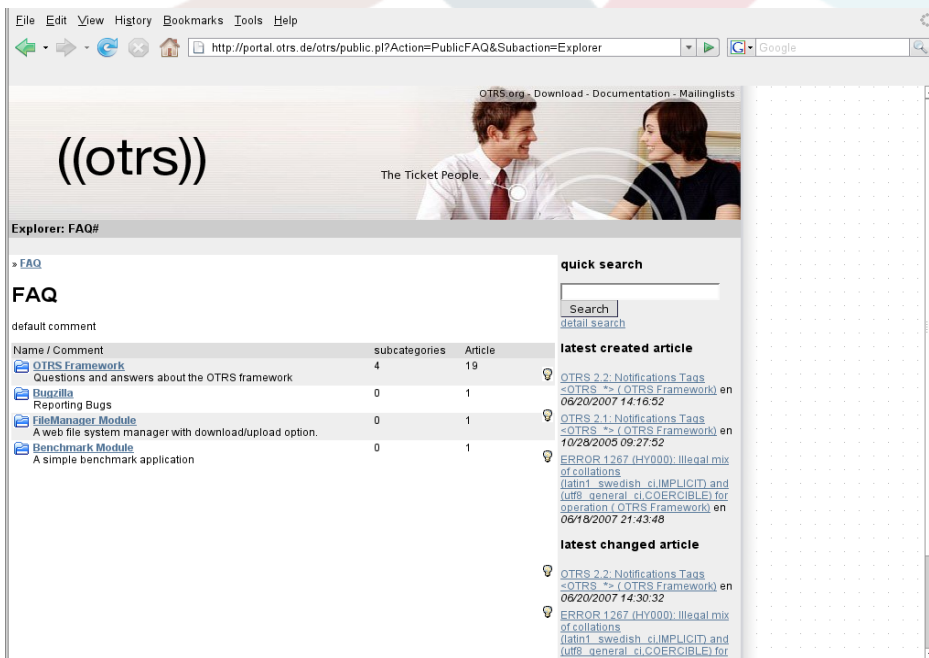 File Edit View History Bookmarks Tools Help
http://portal.otrs.de/otrs/public.pl?Action=PublicFAQ&Subaction=Explorer
G Google
OTRS.org - Download - Documentation - Mailinglists
((otrs))
The Ticket People.
Explorer: FAQ#
» FAQ
FAQ
default comment
Name / Comment subcategories Article
OTRS Framework 4 19
Questions and answers about the OTRS framework
Bugzilla 0 1
Reporting Bugs
FileManager Module 0 1
A web file system manager with download/upload option.
Benchmark Module 0 1
A simple benchmark application
quick search
Search
detail search
latest created article
OTRS 2.2: Notifications Tags
<OTRS_*> ( OTRS Framework) en
06/20/2007 14:16:52
OTRS 2.1: Notifications Tags
<OTRS_*> ( OTRS Framework) en
10/28/2005 09:27:52
ERROR 1267 (HY000): Illegal mix
of collations
(latin1_swedish_ci,IMPLICIT) and
(utf8_general_ci,COERCIBLE) for
operation ( OTRS Framework) en
06/18/2007 21:43:48
latest changed article
OTRS 2.2: Notifications Tags
<OTRS_*> ( OTRS Framework) en
06/20/2007 14:30:32
ERROR 1267 (HY000): Illegal mix
of collations
(latin1_swedish_ci,IMPLICIT) and
(utf8_general_ci,COERCIBLE) for